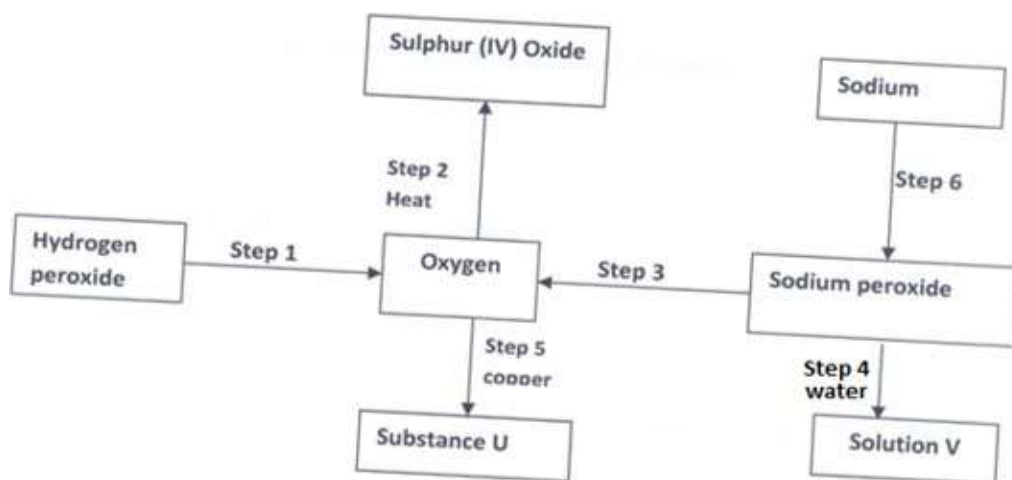 Sulphur (IV) Oxide
Sodium
Step 2
Heat
Step 6
Hydrogen
peroxide
Step 1
Oxygen
Step 3
Sodium peroxide
Step 5
copper
Step 4
water
Substance U
Solution V